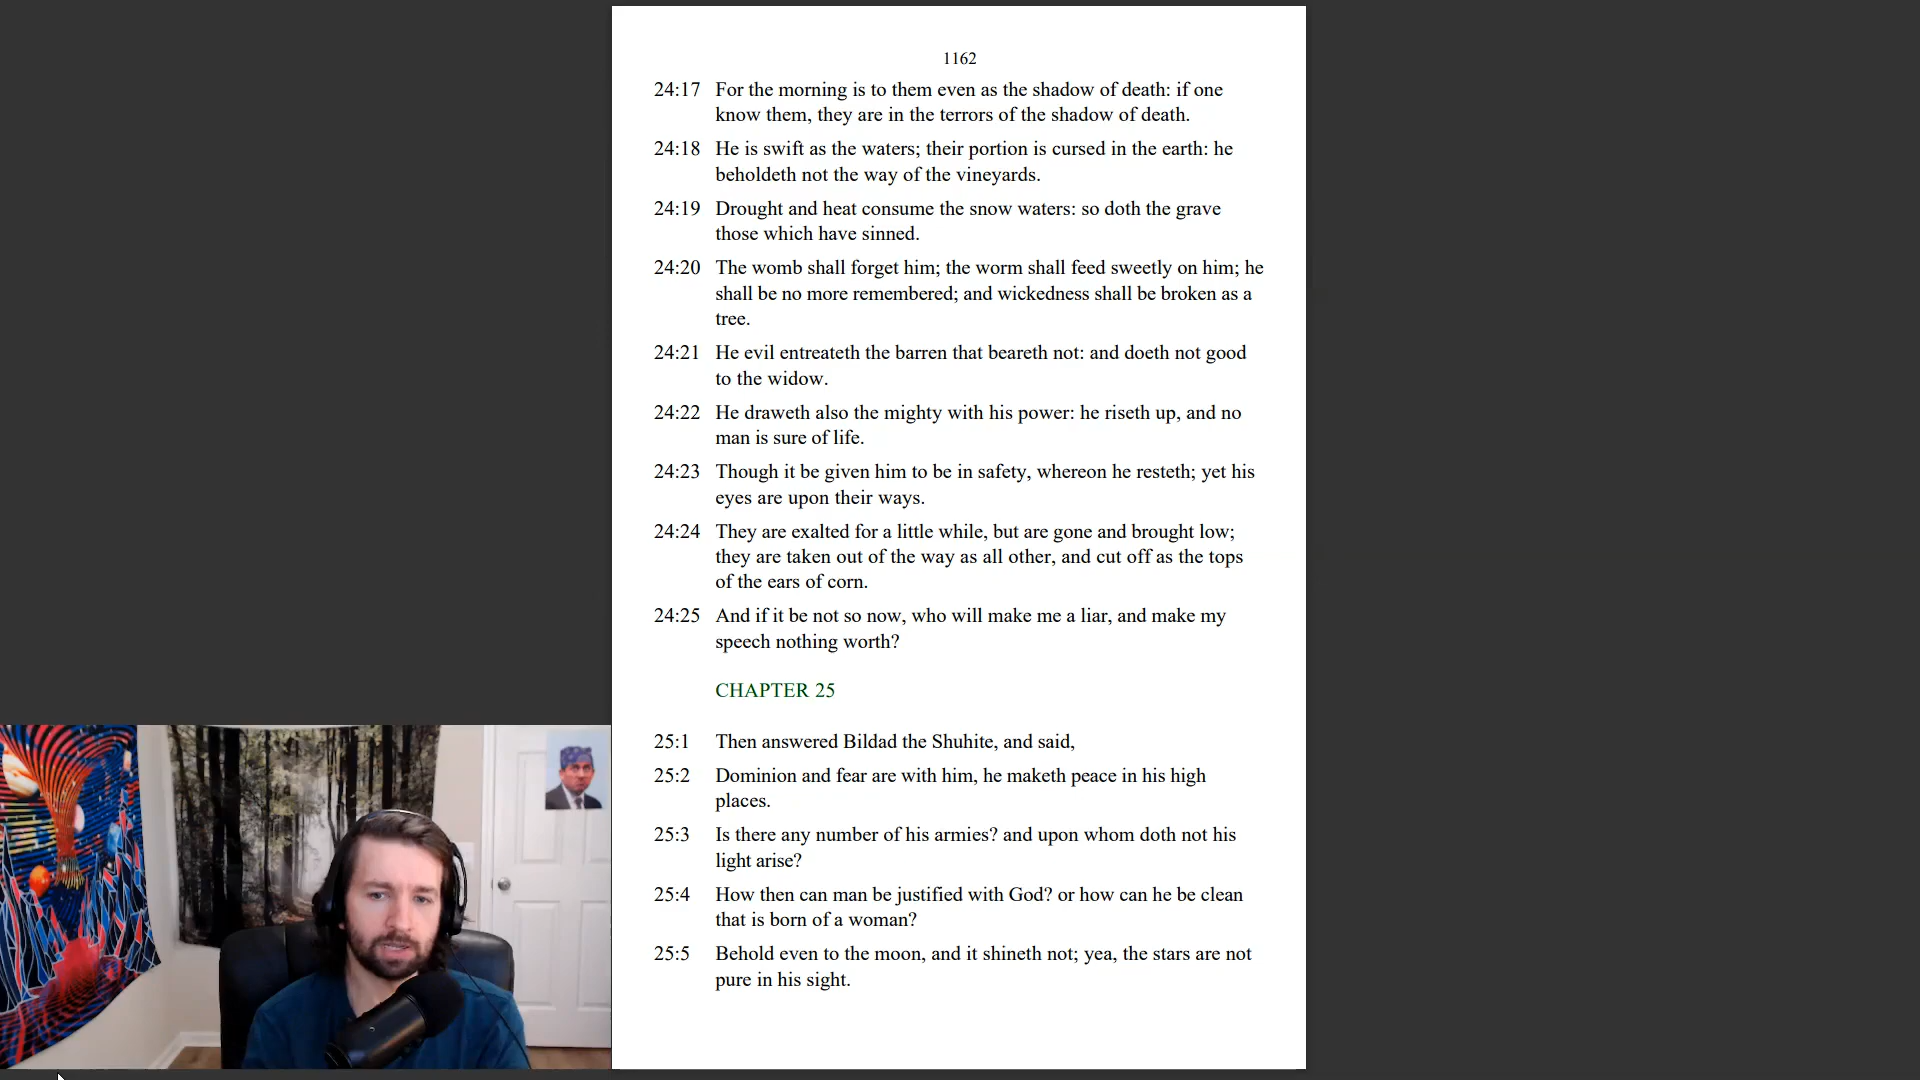 1162
24:17 For the morning is to them even as the shadow of death: if one
know them, they are in the terrors of the shadow of death.
24:18 He is swift as the waters; their portion is cursed in the earth: he
beholdeth not the way of the vineyards.
24:19 Drought and heat consume the snow waters: so doth the grave
those which have sinned.
24:20 The womb shall forget him; the worm shall feed sweetly on him; he
shall be no more remembered; and wickedness shall be broken as a
tree.
24:21 He evil entreateth the barren that beareth not: and doeth not good
to the widow.
24:22 He draweth also the mighty with his power: he riseth up, and no
man is sure of life.
24:23 Though it be given him to be in safety, whereon he resteth; yet his
eyes are upon their ways.
24:24 They are exalted for a little while, but are gone and brought low;
they are taken out of the way as all other, and cut off as the tops
of the ears of corn.
24:25 And if it be not so now, who will make me a liar, and make my
speech nothing worth?
CHAPTER 25
25:1 Then answered Bildad the Shuhite, and said,
25:2 Dominion and fear are with him, he maketh peace in his high
places.
25:3 Is there any number of his armies? and upon whom doth not his
light arise?
25:4 How then can man be justified with God? or how can he be clean
that is born of a woman?
25:5 Behold even to the moon, and it shineth not; yea, the stars are not
pure in his sight.